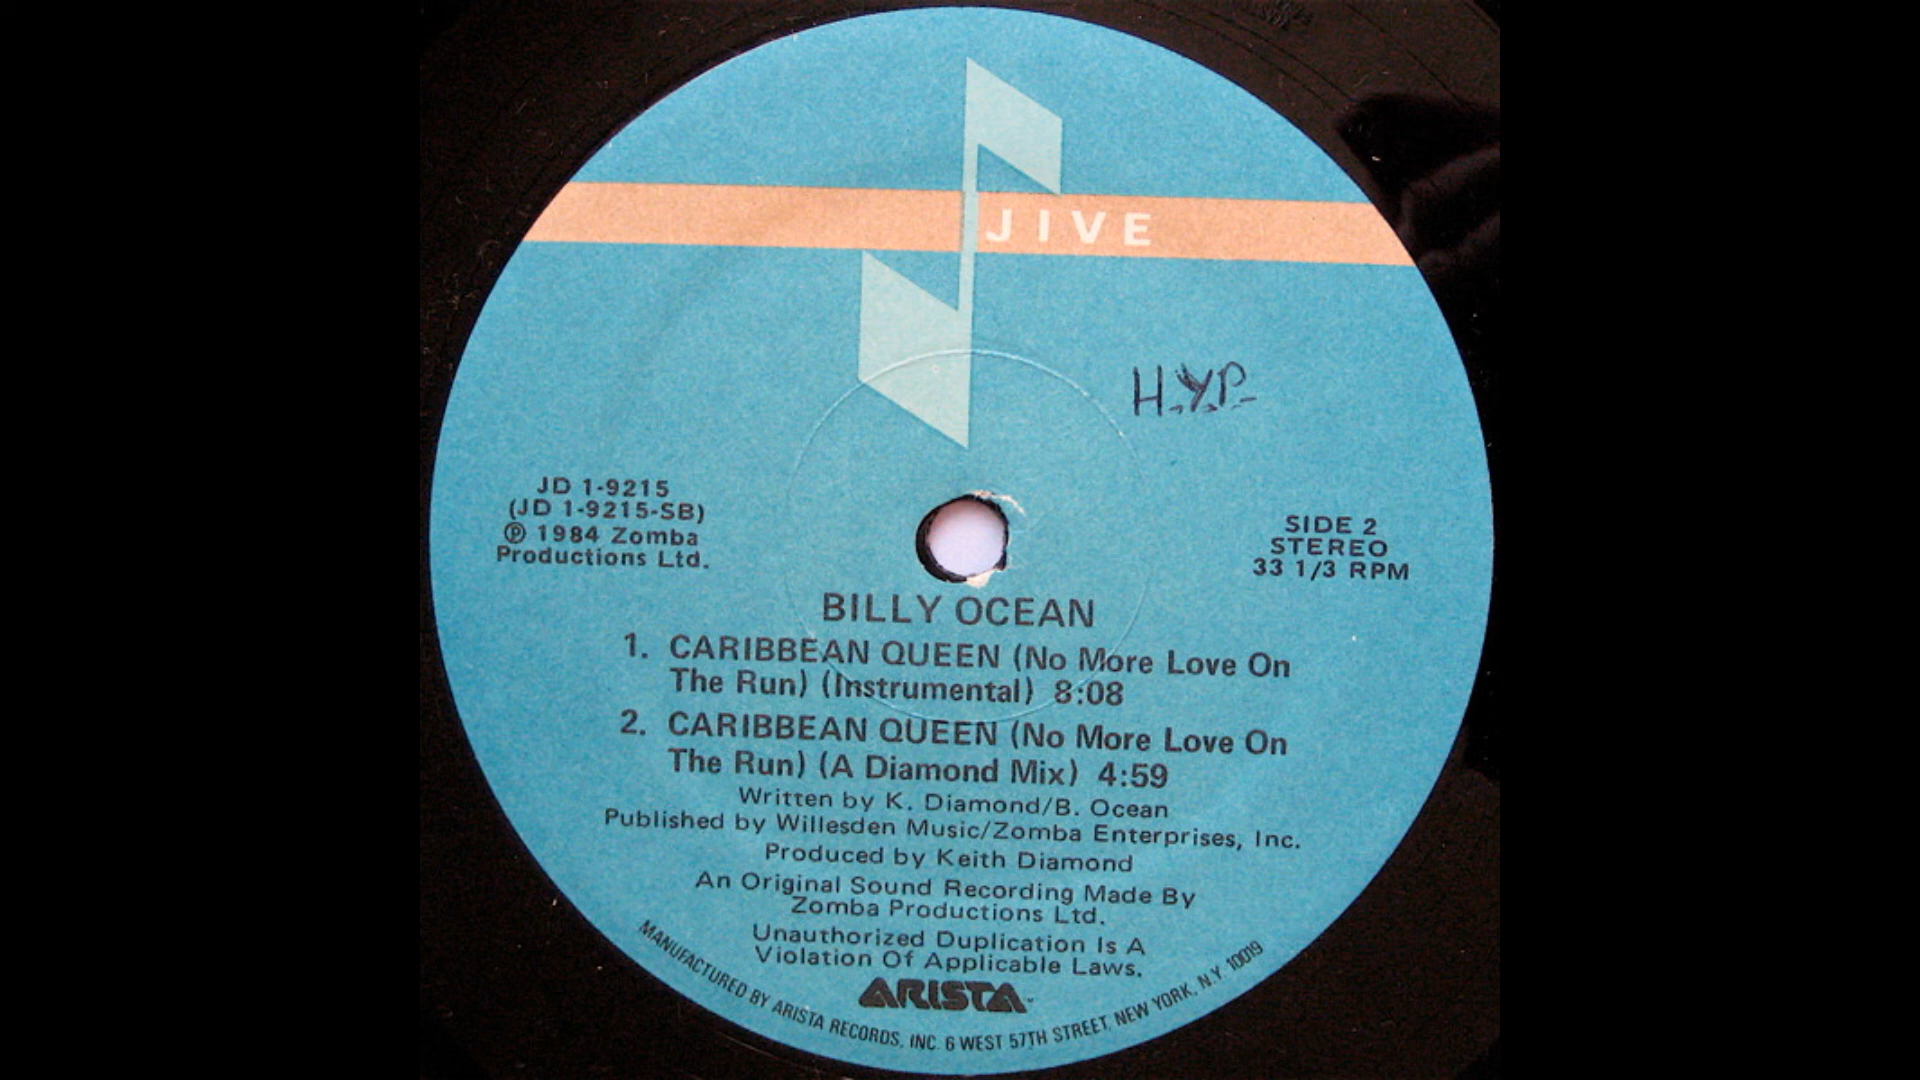 JIVE
H.Y.P.
JD 1-9215
(JD 1-9215-SB)
℗ 1984 Zomba
Productions Ltd.
SIDE 2
STEREO
33 1/3 RPM
BILLY OCEAN
1. CARIBBEAN QUEEN (No More Love On
The Run) (Instrumental) 8:08
2. CARIBBEAN QUEEN (No More Love On
The Run) (A Diamond Mix) 4:59
Written by K. Diamond/B. Ocean
Published by Willesden Music/Zomba Enterprises, Inc.
Produced by Keith Diamond
An Original Sound Recording Made By
Zomba Productions Ltd.
Unauthorized Duplication Is A
Violation Of Applicable Laws.
ARISTA
MANUFACTURED BY ARISTA RECORDS, INC. 6 WEST 57TH STREET, NEW YORK, N.Y. 10019